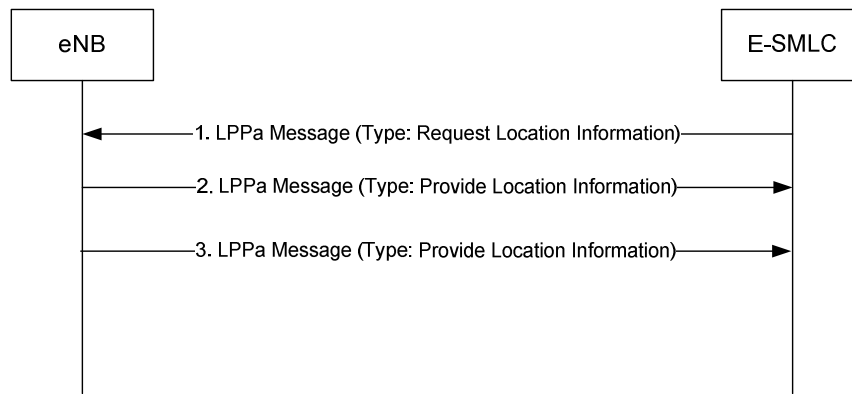 eNB
E-SMLC
1. LPPa Message (Type: Request Location Information)
2. LPPa Message (Type: Provide Location Information)
3. LPPa Message (Type: Provide Location Information)